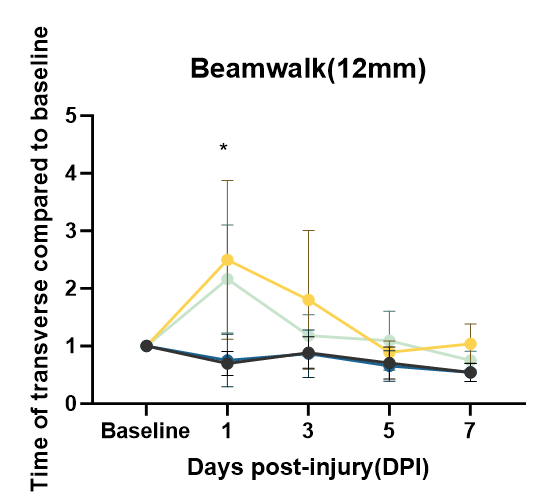 Beamwalk(12mm)
Time of transverse compared to baseline
5
4
3
2
1
0
*
Baseline 1 3 5 7
Days post-injury(DPI)